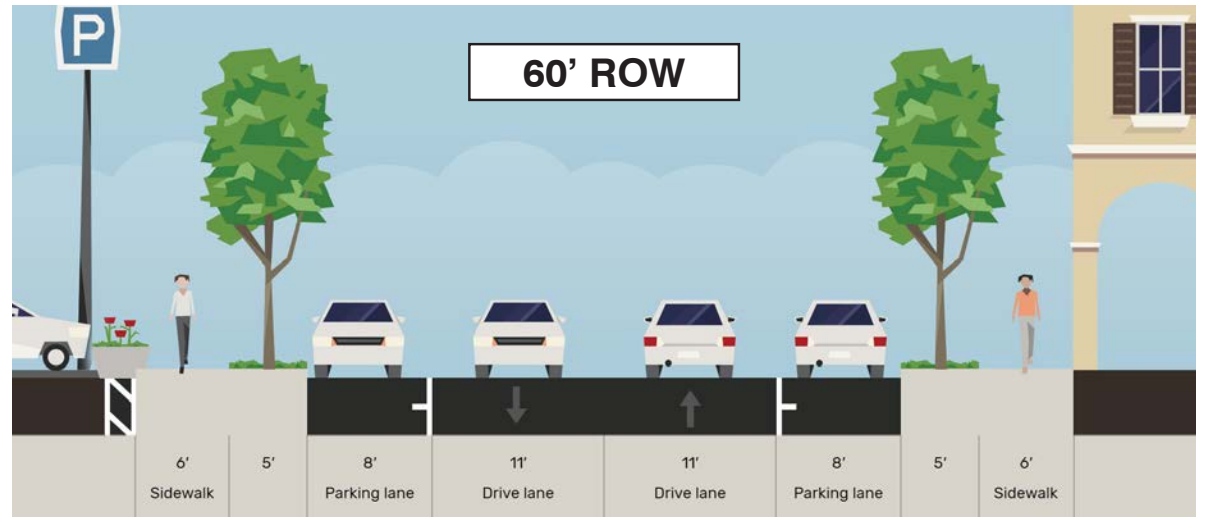 P
60’ ROW
6’
5’
8’
11’
11’
8’
5’
6’
Sidewalk
Parking lane
Drive lane
Drive lane
Parking lane
Sidewalk